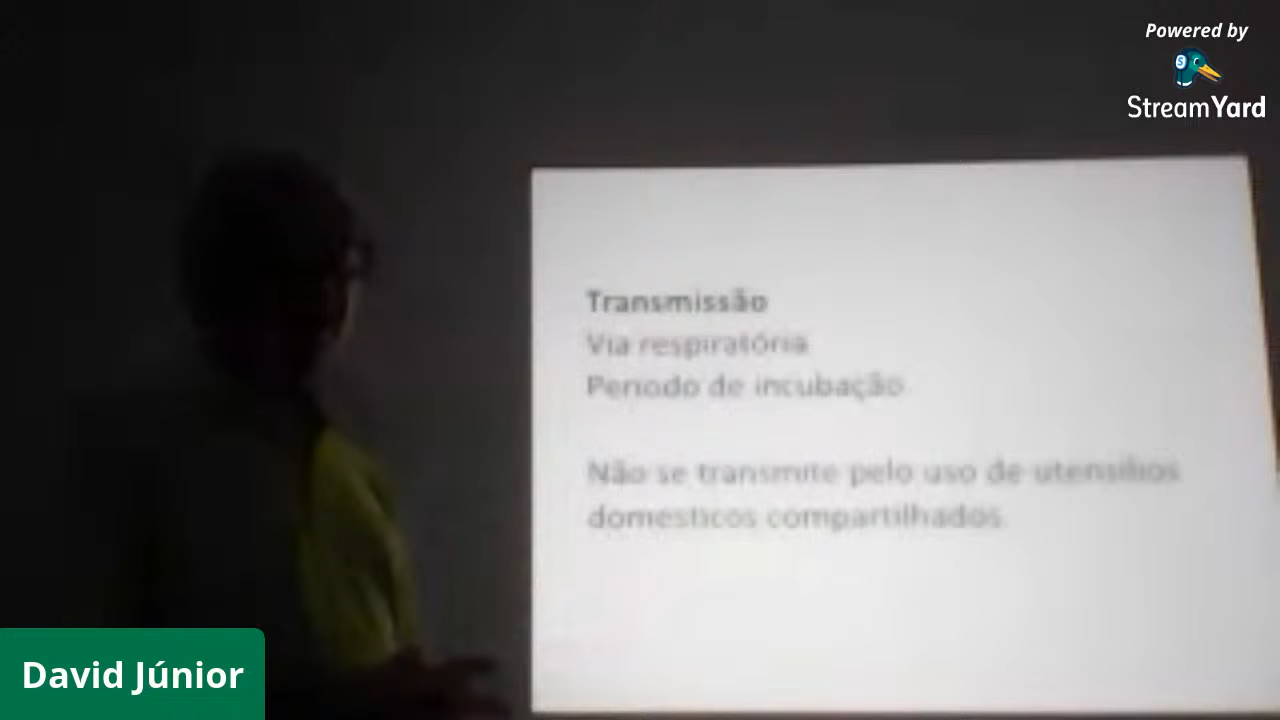 Powered by
StreamYard
Transmissão
Via respiratória
Periodo de incubação
Não se transmite pelo uso de utensílios
domesticos compartilhados
David Júnior